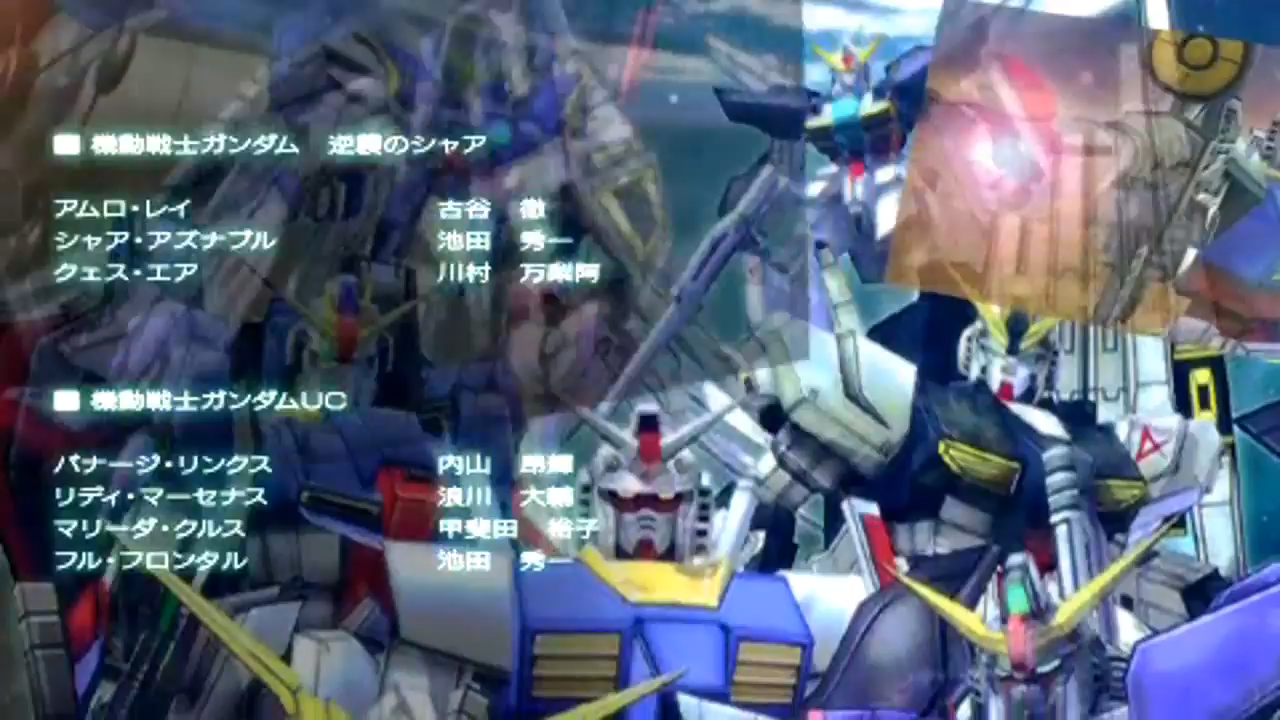 ■ 機動戦士ガンダム　逆襲のシャア
アムロ・レイ　古谷　徹
シャア・アズナブル　池田　秀一
クェス・エア　川村　万梨阿
■ 機動戦士ガンダムUC
バナージ・リンクス　内山　昂輝
リディ・マーセナス　浪川　大輔
マリーダ・クルス　甲斐田　裕子
フル・フロンタル　池田　秀一